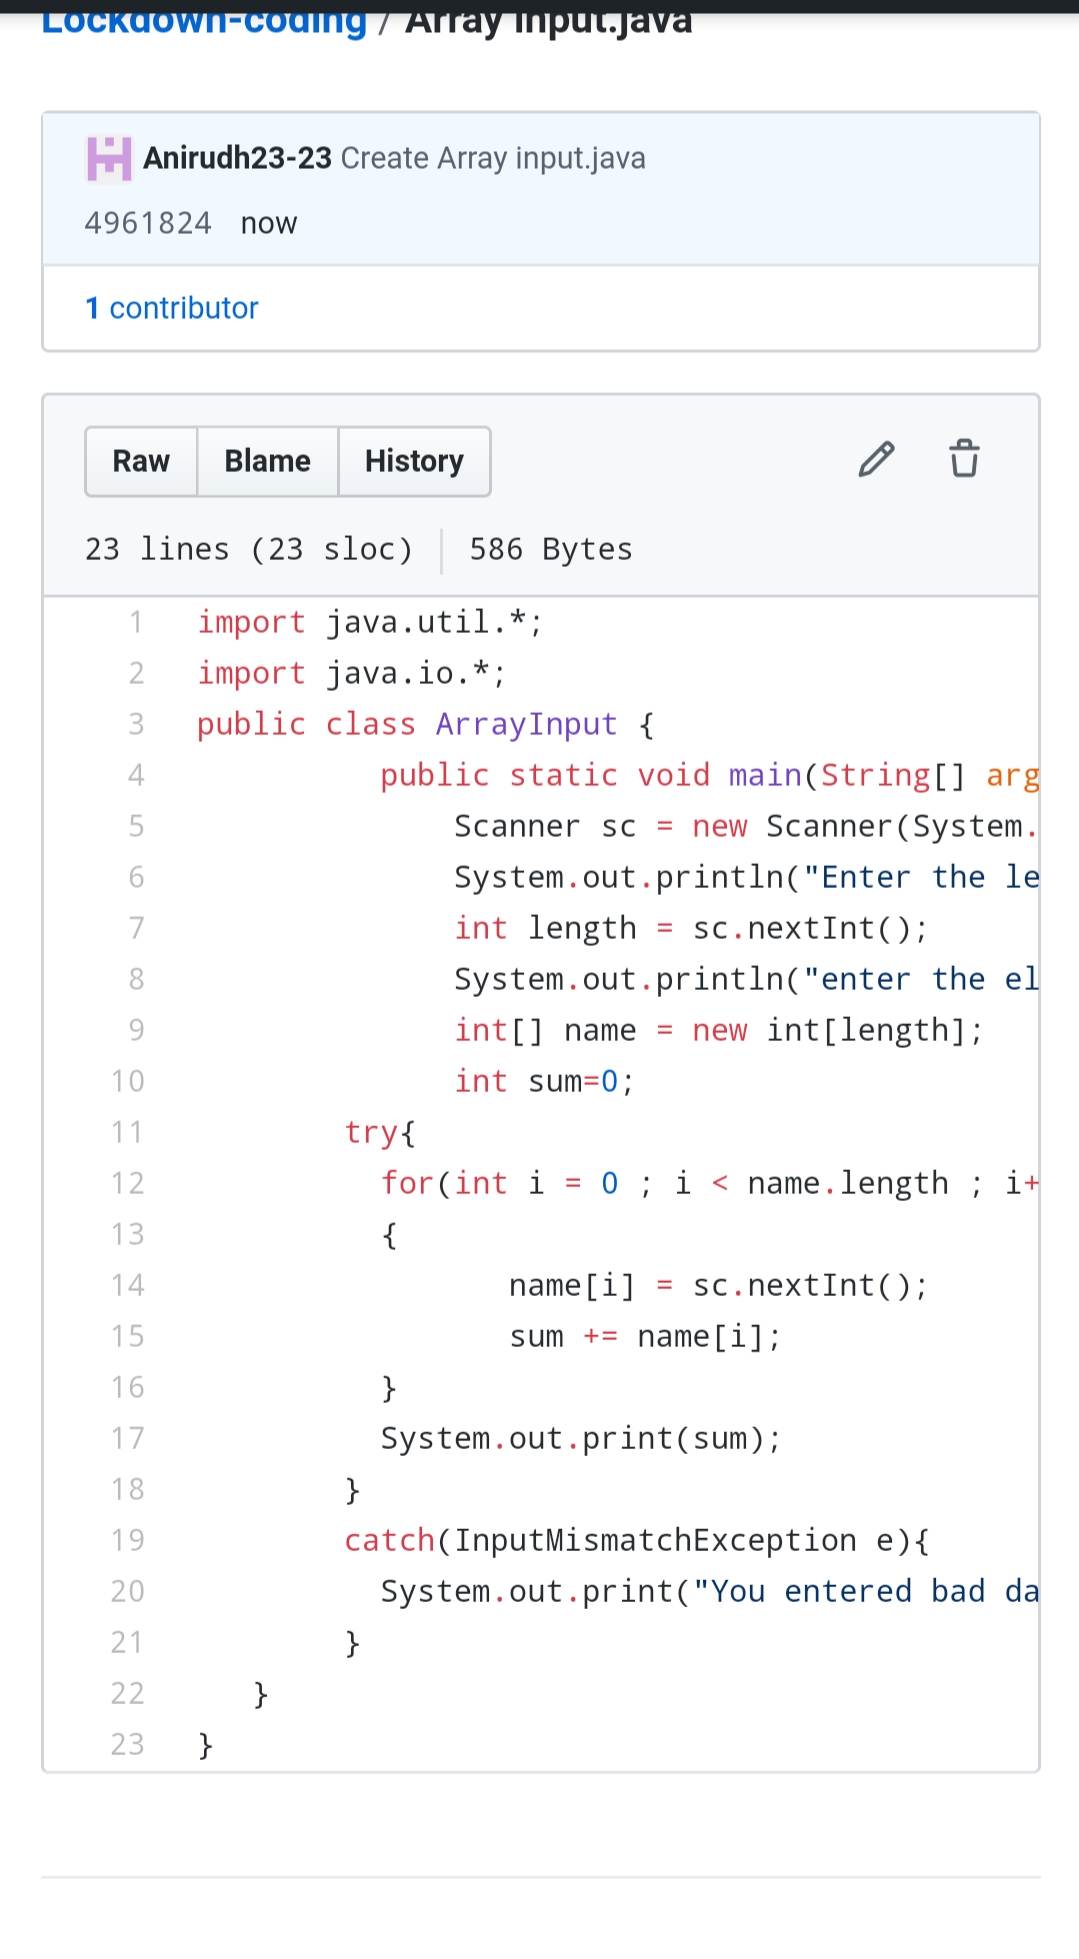 Lockdown-coding / Array input.java
Anirudh23-23 Create Array input.java
4961824 now
1 contributor
Raw Blame History
23 lines (23 sloc) 586 Bytes
1 import java.util.*;
2 import java.io.*;
3 public class ArrayInput {
4 public static void main(String[] arg
5 Scanner sc = new Scanner(System.
6 System.out.println("Enter the le
7 int length = sc.nextInt();
8 System.out.println("enter the el
9 int[] name = new int[length];
10 int sum=0;
11 try{
12 for(int i = 0 ; i < name.length ; i+
13 {
14 name[i] = sc.nextInt();
15 sum += name[i];
16 }
17 System.out.print(sum);
18 }
19 catch(InputMismatchException e){
20 System.out.print("You entered bad da
21 }
22 }
23 }